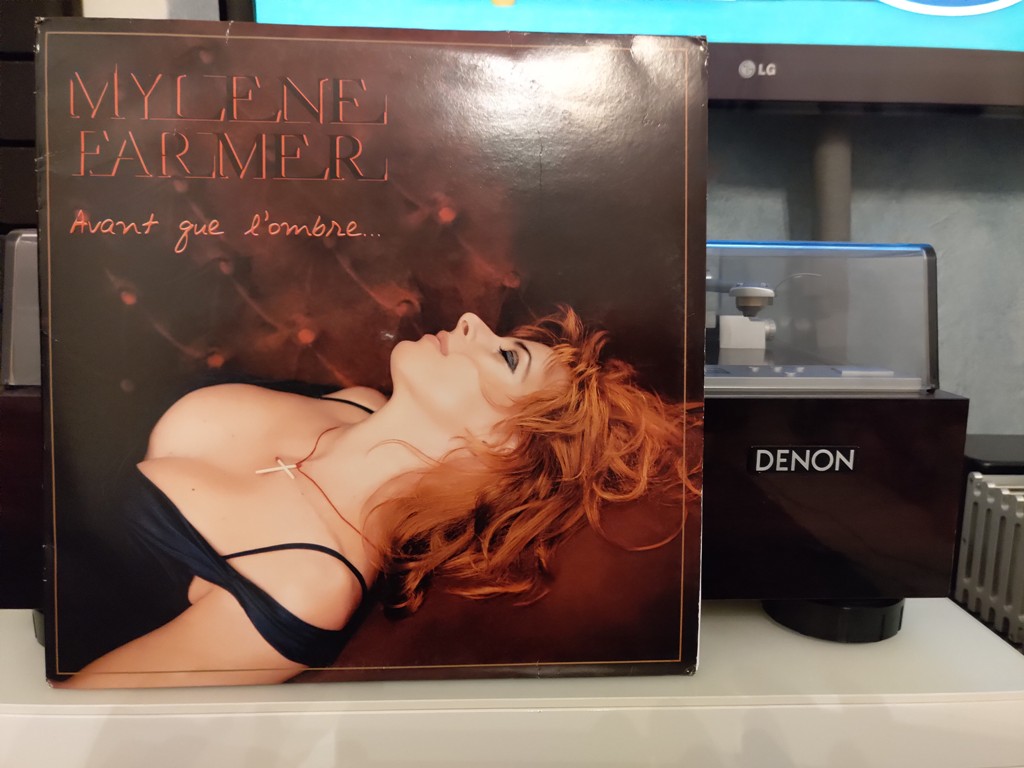 MYLENE
FARMER
Avant que l'ombre...
LG
DENON